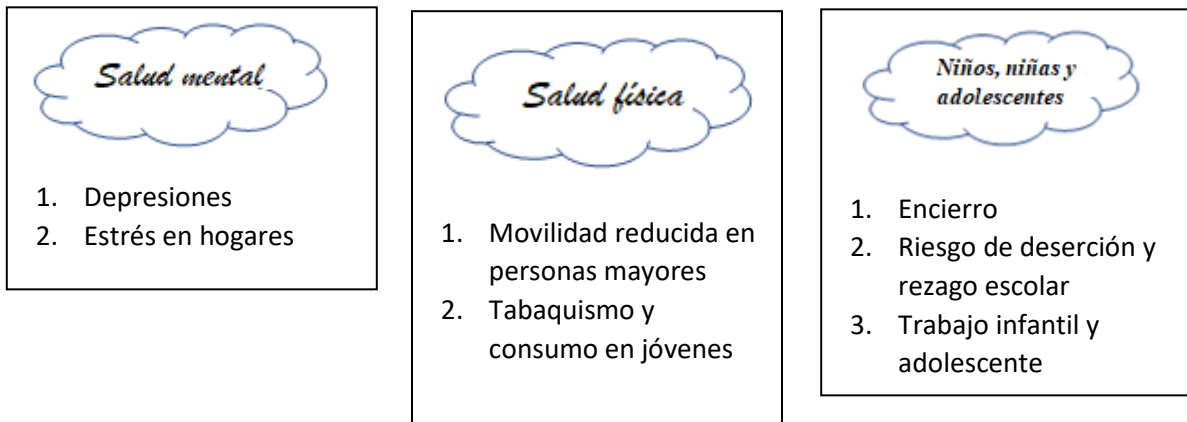 Salud mental
1. Depresiones
2. Estrés en hogares
Salud física
1. Movilidad reducida en
personas mayores
2. Tabaquismo y
consumo en jóvenes
Niños, niñas y
adolescentes
1. Encierro
2. Riesgo de deserción y
rezago escolar
3. Trabajo infantil y
adolescente